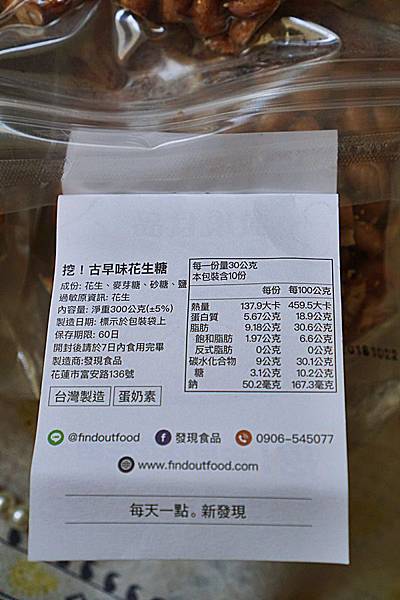 挖！古早味花生糖
成份: 花生、麥芽糖、砂糖、鹽
過敏原資訊: 花生
內容量: 淨重300公克(±5%)
製造日期: 標示於包裝袋上
保存期限: 60日
開封後請於7日內食用完畢
製造商:發現食品
花蓮市富安路136號
台灣製造 蛋奶素
每一份量30公克
本包裝含10份
每份 每100公克
熱量 137.9大卡 459.5大卡
蛋白質 5.67公克 18.9公克
脂肪 9.18公克 30.6公克
飽和脂肪 1.97公克 6.6公克
反式脂肪 0公克 0公克
碳水化合物 9公克 30.1公克
糖 3.1公克 10.2公克
鈉 50.2毫克 167.3毫克
@findoutfood 發現食品 0906-545077
www.findoutfood.com
每天一點。新發現
20181022